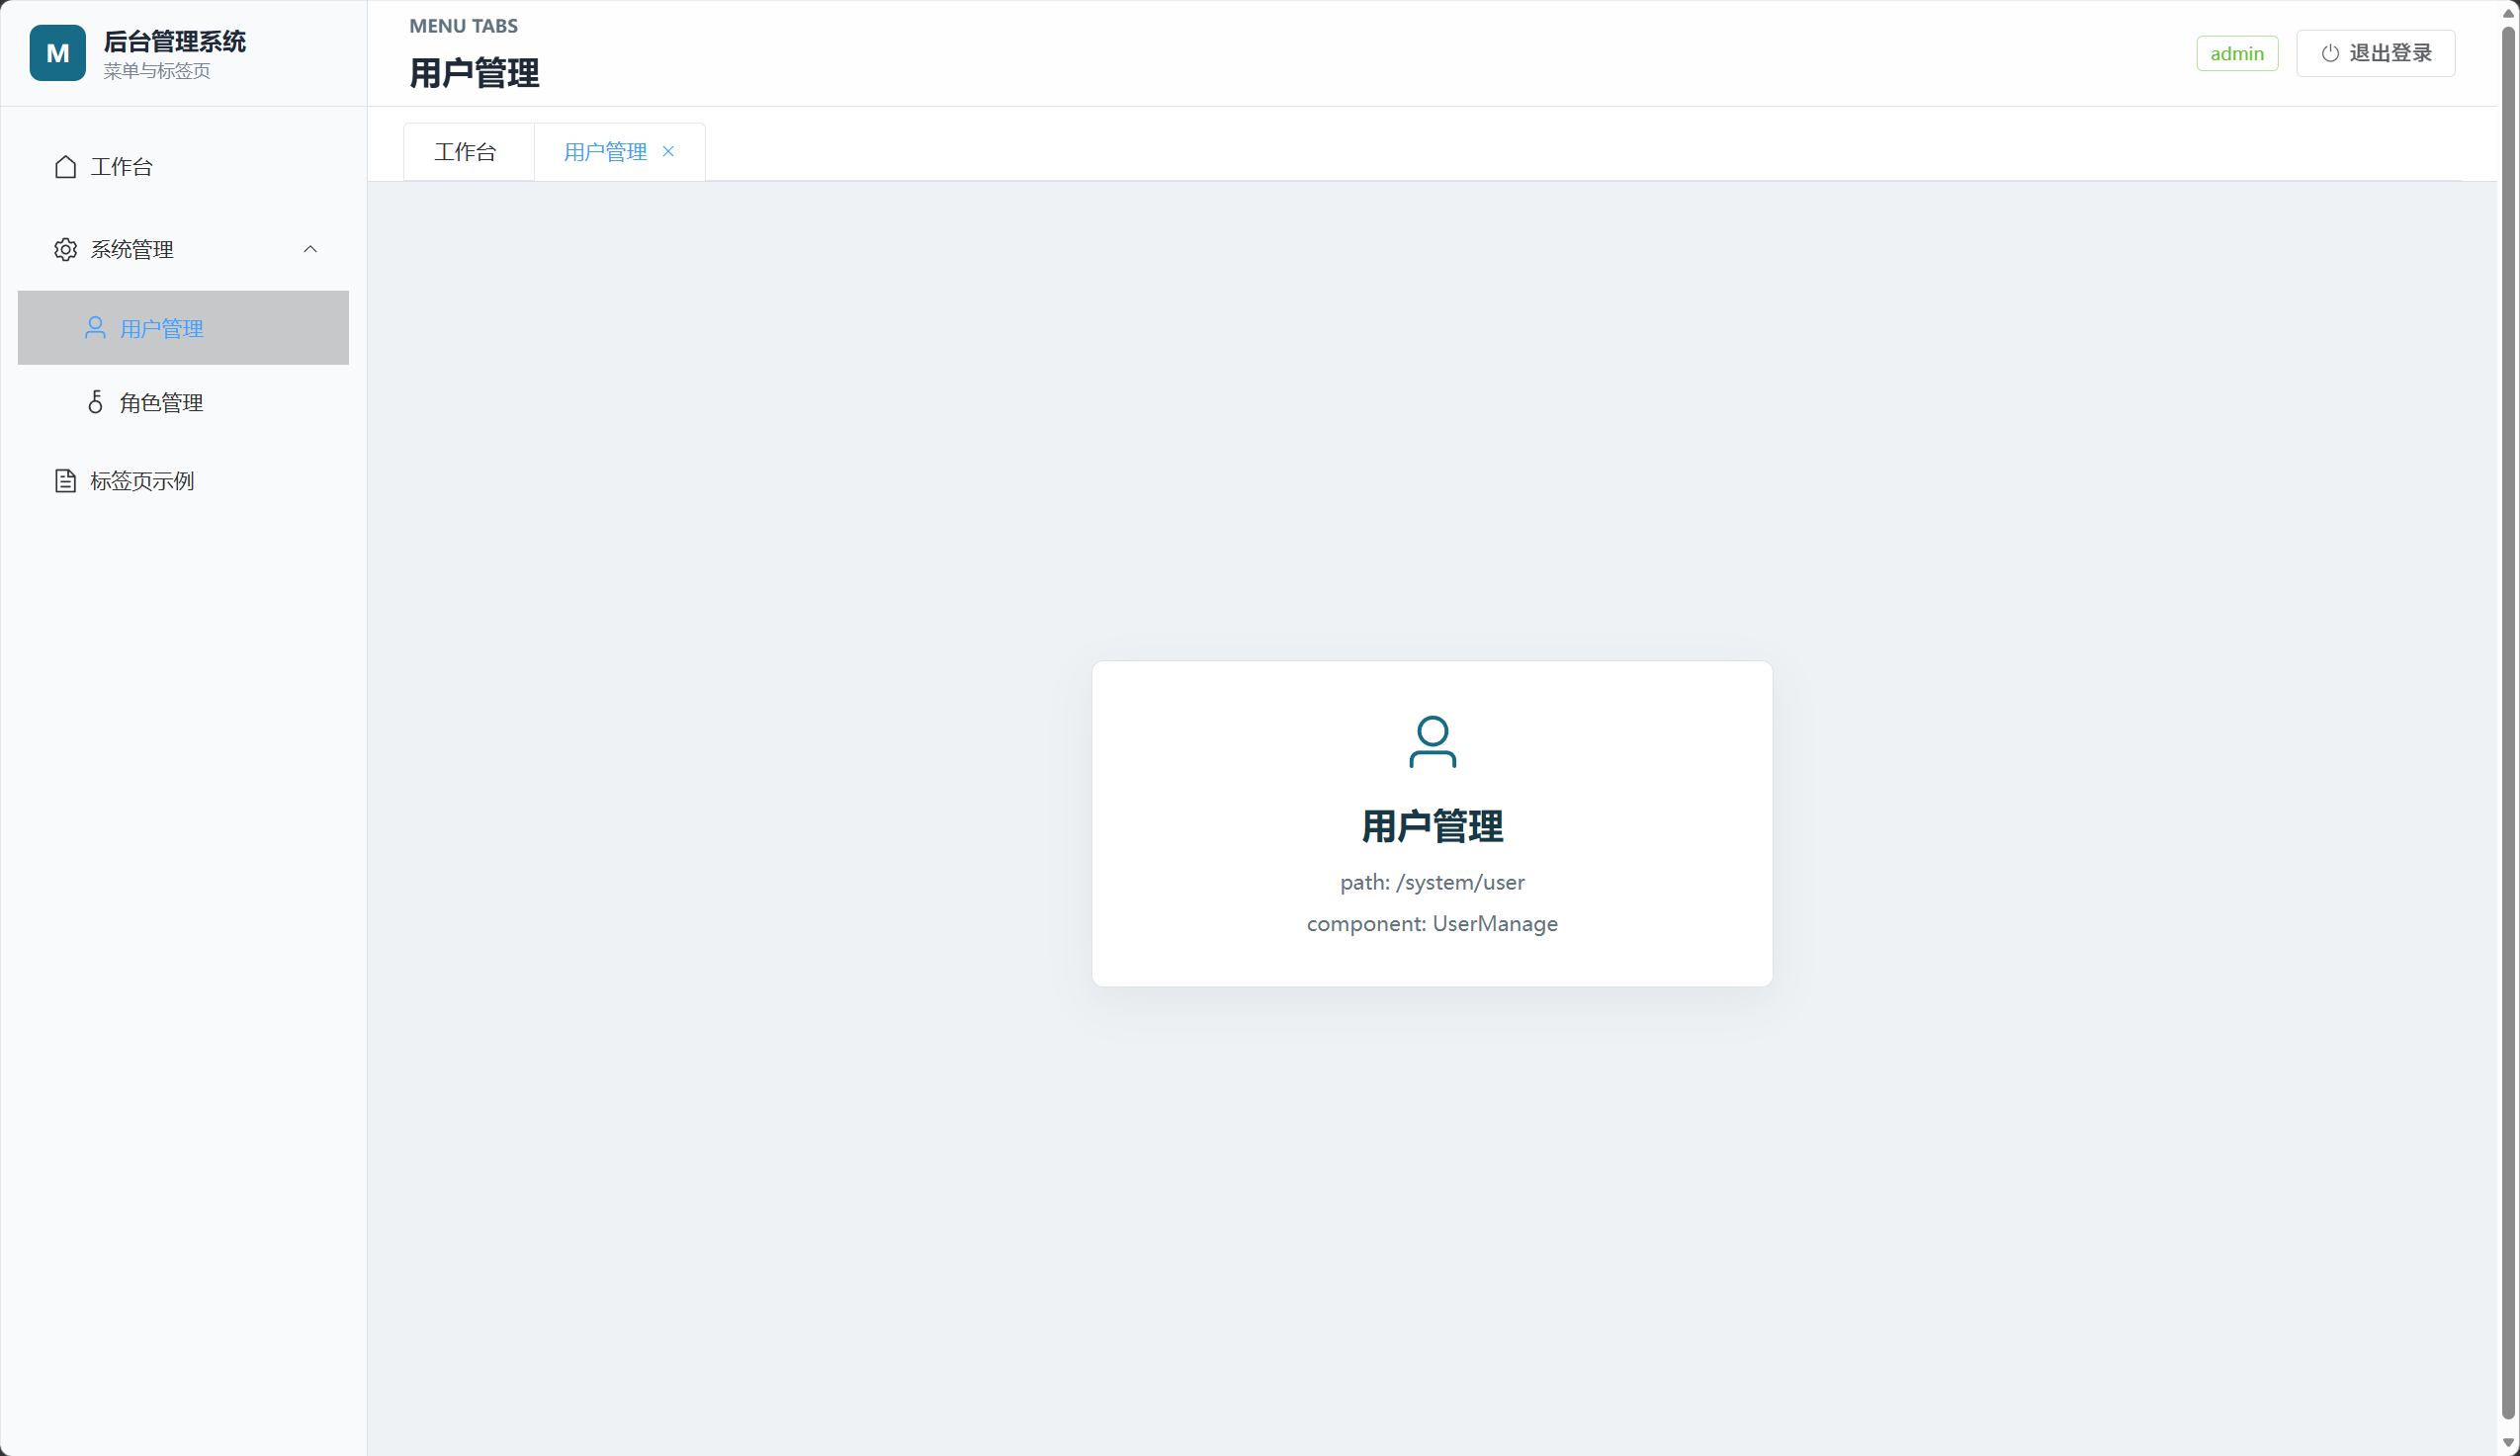 M
后台管理系统
菜单与标签页
工作台
系统管理
用户管理
角色管理
标签页示例
MENU TABS
用户管理
admin
退出登录
工作台
用户管理
用户管理
path: /system/user
component: UserManage